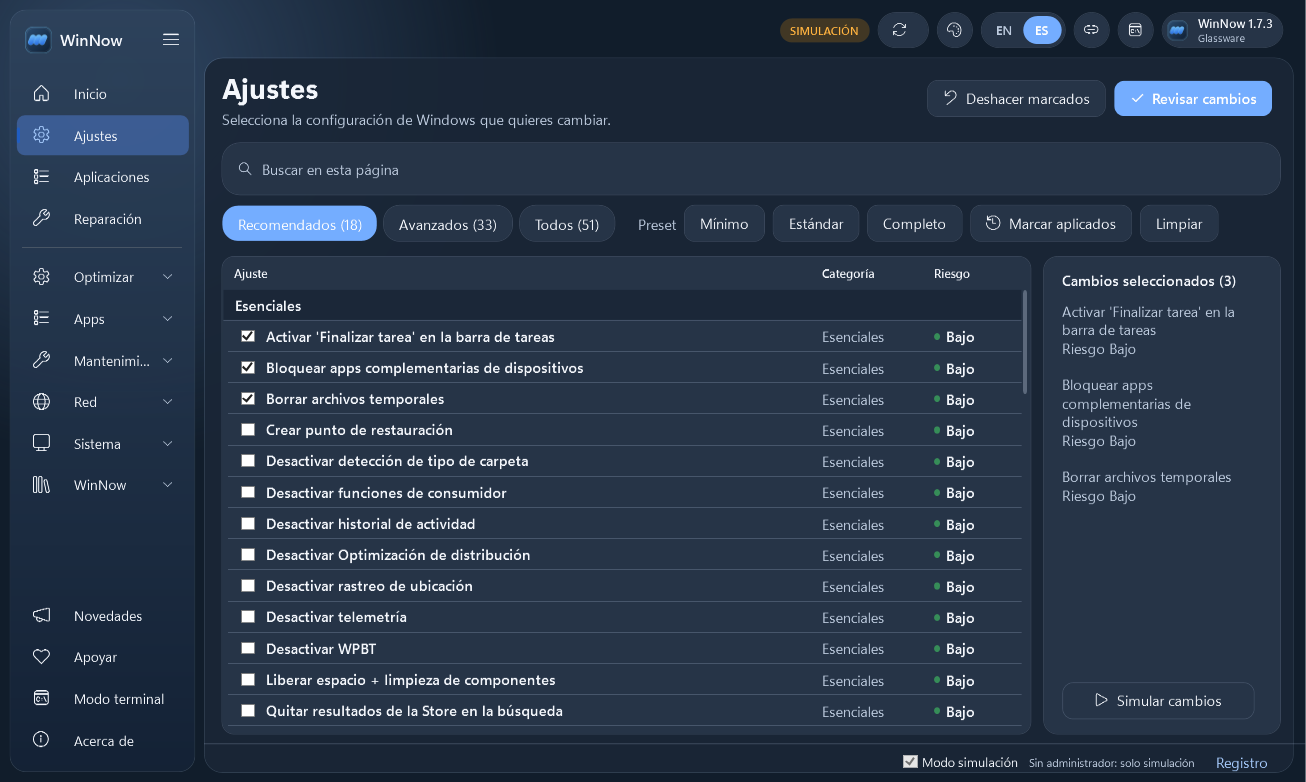 WinNow
Inicio
Ajustes
Aplicaciones
Reparación
Optimizar
Apps
Mantenimi...
Red
Sistema
WinNow
Novedades
Apoyar
Modo terminal
Acerca de
SIMULACIÓN
EN
ES
WinNow 1.7.3
Glassware
Ajustes
Selecciona la configuración de Windows que quieres cambiar.
Deshacer marcados
Revisar cambios
Buscar en esta página
Recomendados (18)
Avanzados (33)
Todos (51)
Preset
Mínimo
Estándar
Completo
Marcar aplicados
Limpiar
Ajuste Categoría Riesgo
Esenciales
Activar 'Finalizar tarea' en la barra de tareas Esenciales Bajo
Bloquear apps complementarias de dispositivos Esenciales Bajo
Borrar archivos temporales Esenciales Bajo
Crear punto de restauración Esenciales Bajo
Desactivar detección de tipo de carpeta Esenciales Bajo
Desactivar funciones de consumidor Esenciales Bajo
Desactivar historial de actividad Esenciales Bajo
Desactivar Optimización de distribución Esenciales Bajo
Desactivar rastreo de ubicación Esenciales Bajo
Desactivar telemetría Esenciales Bajo
Desactivar WPBT Esenciales Bajo
Liberar espacio + limpieza de componentes Esenciales Bajo
Quitar resultados de la Store en la búsqueda Esenciales Bajo
Cambios seleccionados (3)
Activar 'Finalizar tarea' en la
barra de tareas
Riesgo Bajo
Bloquear apps
complementarias de
dispositivos
Riesgo Bajo
Borrar archivos temporales
Riesgo Bajo
Simular cambios
Modo simulación
Sin administrador: solo simulación
Registro